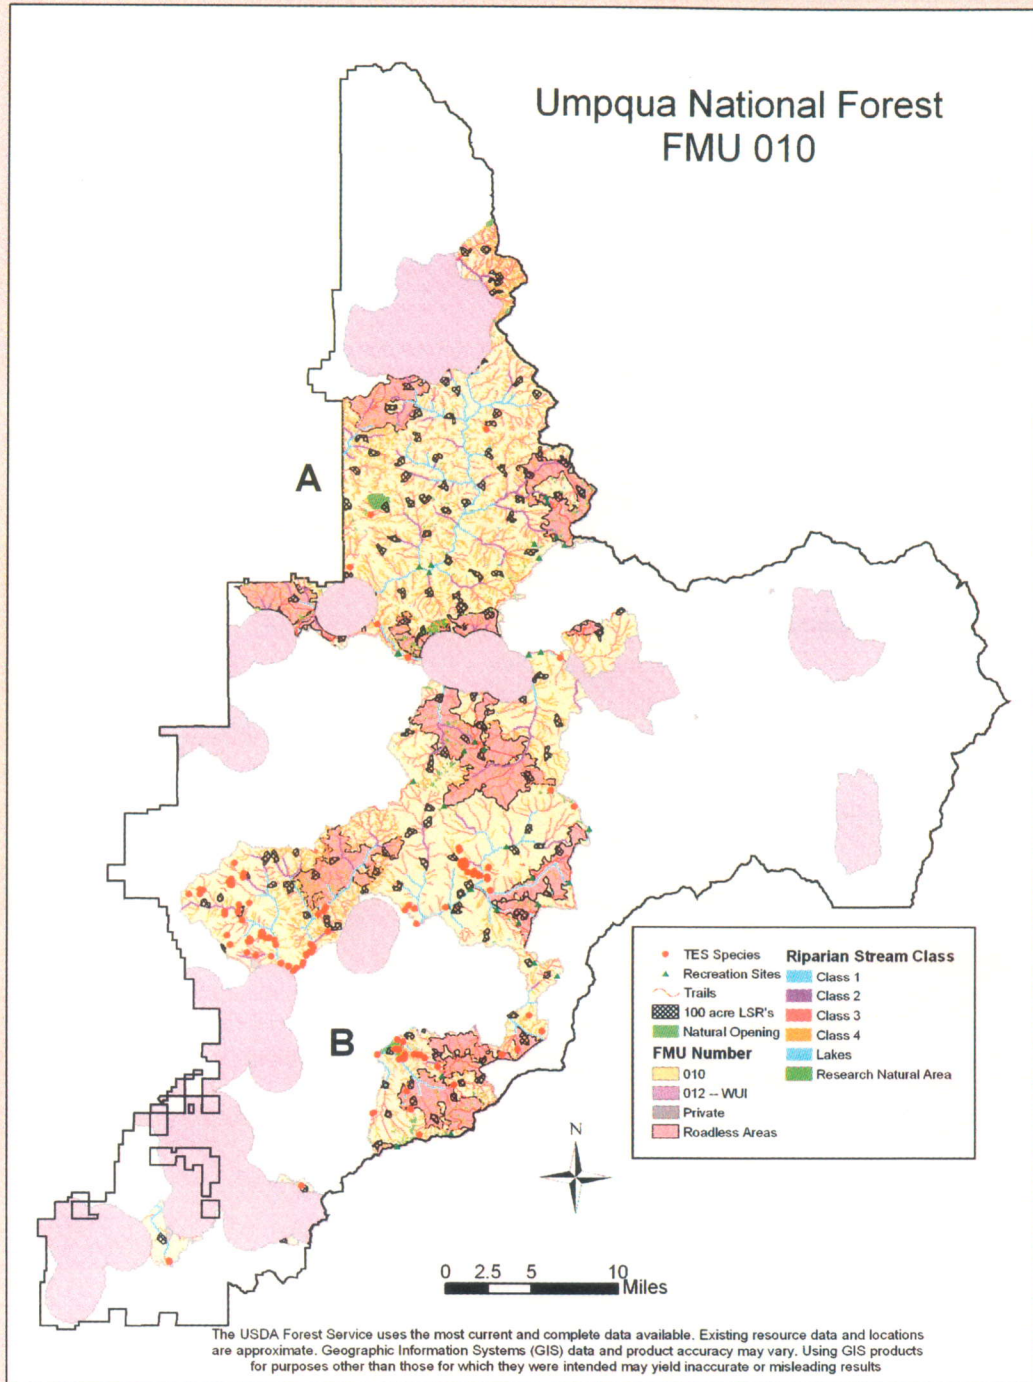 Umpqua National Forest
FMU 010
A
B
TES Species
Recreation Sites
Trails
100 acre LSR's
Natural Opening
FMU Number
010
012 -- WUI
Private
Roadless Areas
Riparian Stream Class
Class 1
Class 2
Class 3
Class 4
Lakes
Research Natural Area
N
0 2.5 5 10
Miles
The USDA Forest Service uses the most current and complete data available. Existing resource data and locations
are approximate. Geographic Information Systems (GIS) data and product accuracy may vary. Using GIS products
for purposes other than those for which they were intended may yield inaccurate or misleading results